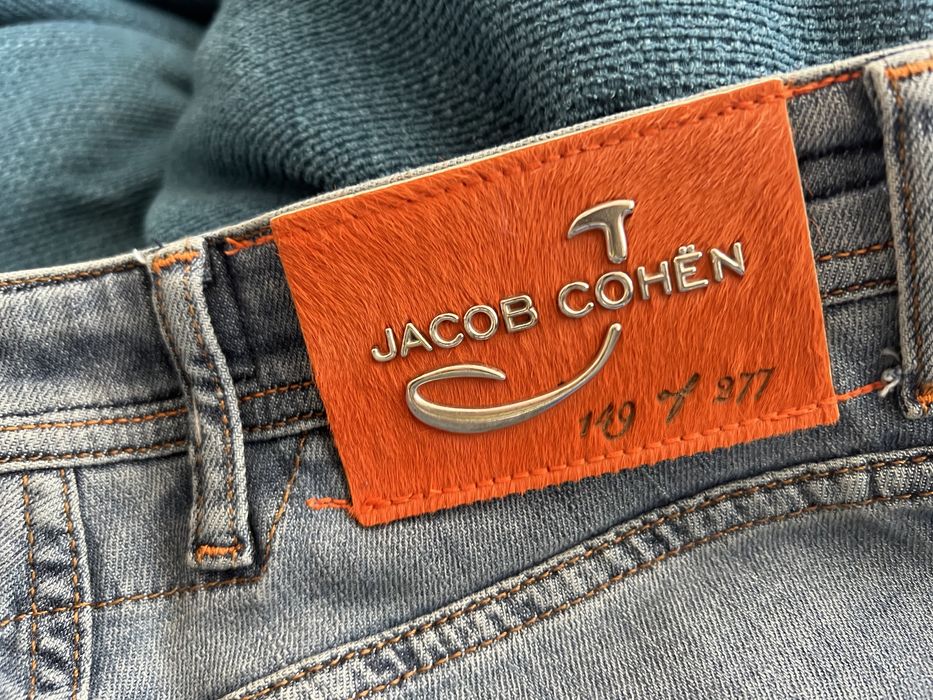 JACOB COHËN
149 of 277